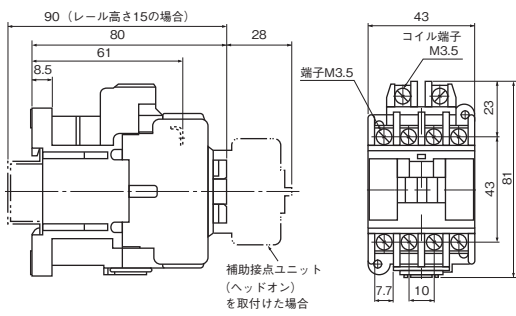 90（レール高さ15の場合）
80
28
61
8.5
補助接点ユニット
（ヘッドオン）
を取付けた場合
43
コイル端子
M3.5
端子M3.5
23
43
81
7.7
10